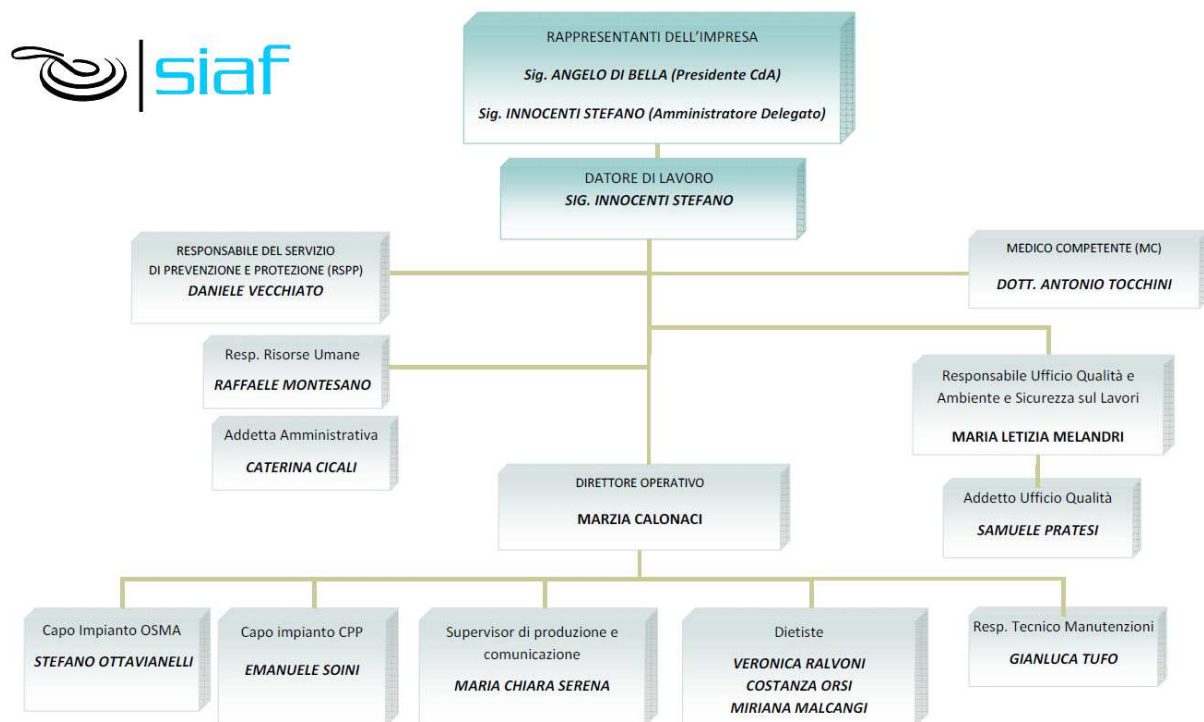 siaf
RAPPRESENTANTI DELL'IMPRESA
Sig. ANGELO DI BELLA (Presidente CdA)
Sig. INNOCENTI STEFANO (Amministratore Delegato)
DATORE DI LAVORO
SIG. INNOCENTI STEFANO
RESPONSABILE DEL SERVIZIO
DI PREVENZIONE E PROTEZIONE (RSPP)
DANIELE VECCHIATO
MEDICO COMPETENTE (MC)
DOTT. ANTONIO TOCCHINI
Resp. Risorse Umane
RAFFAELE MONTESANO
Responsabile Ufficio Qualità e
Ambiente e Sicurezza sul Lavori
MARIA LETIZIA MELANDRI
Addetta Amministrativa
CATERINA CICALI
DIRETTORE OPERATIVO
MARZIA CALONACI
Addetto Ufficio Qualità
SAMUELE PRATESI
Capo Impianto OSMA
STEFANO OTTAVIANELLI
Capo impianto CPP
EMANUELE SOINI
Supervisor di produzione e
comunicazione
MARIA CHIARA SERENA
Dietiste
VERONICA RALVONI
COSTANZA ORSI
MIRIANA MALCANGI
Resp. Tecnico Manutenzioni
GIANLUCA TUFO